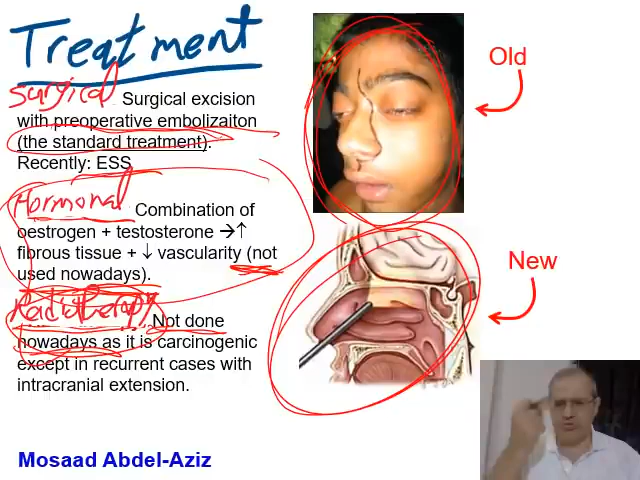 Treatment
Surgical Surgical excision
with preoperative embolizaiton
(the standard treatment).
Recently: ESS
Hormonal Combination of
oestrogen + testosterone →↑
fibrous tissue + ↓ vascularity (not
used nowadays).
Radiotherapy Not done
nowadays as it is carcinogenic
except in recurrent cases with
intracranial extension.
Old
New
Mosaad Abdel-Aziz